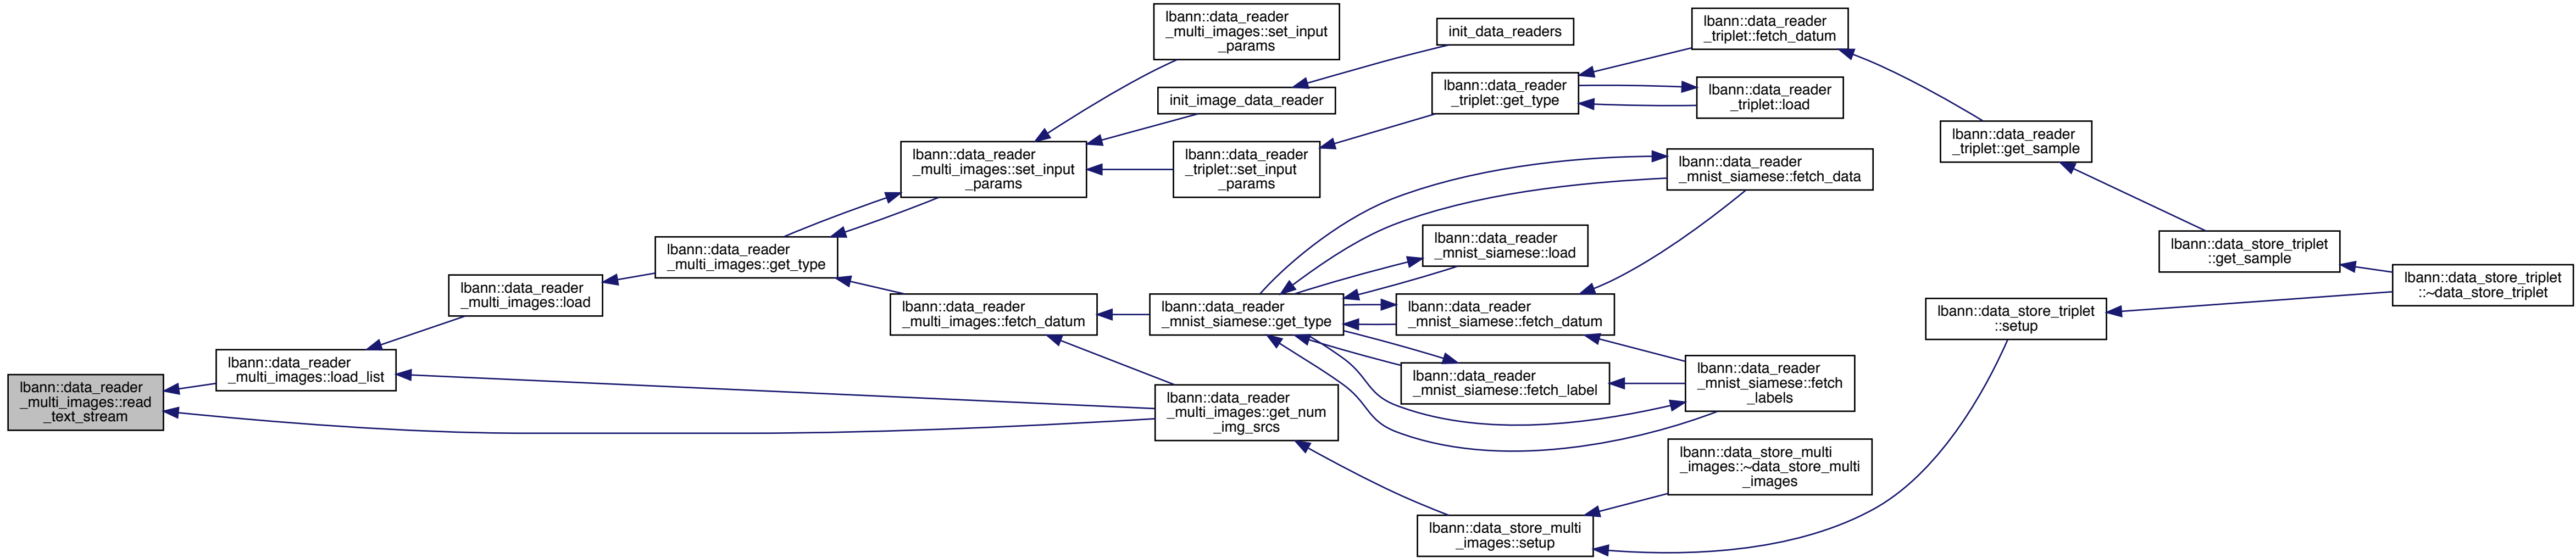 lbann::data_reader
_multi_images::read
_text_stream
lbann::data_reader
_multi_images::load_list
lbann::data_reader
_multi_images::load
lbann::data_reader
_multi_images::get_type
lbann::data_reader
_multi_images::set_input
_params
lbann::data_reader
_multi_images::fetch_datum
lbann::data_reader
_multi_images::set_input
_params
init_image_data_reader
lbann::data_reader
_triplet::set_input
_params
lbann::data_reader
_mnist_siamese::get_type
lbann::data_reader
_multi_images::get_num
_img_srcs
init_data_readers
lbann::data_reader
_triplet::get_type
lbann::data_reader
_mnist_siamese::load
lbann::data_reader
_mnist_siamese::fetch_datum
lbann::data_reader
_mnist_siamese::fetch_label
lbann::data_store_multi
_images::setup
lbann::data_reader
_triplet::fetch_datum
lbann::data_reader
_triplet::load
lbann::data_reader
_mnist_siamese::fetch_data
lbann::data_reader
_mnist_siamese::fetch
_labels
lbann::data_store_multi
_images::~data_store_multi
_images
lbann::data_reader
_triplet::get_sample
lbann::data_store_triplet
::setup
lbann::data_store_triplet
::get_sample
lbann::data_store_triplet
::~data_store_triplet